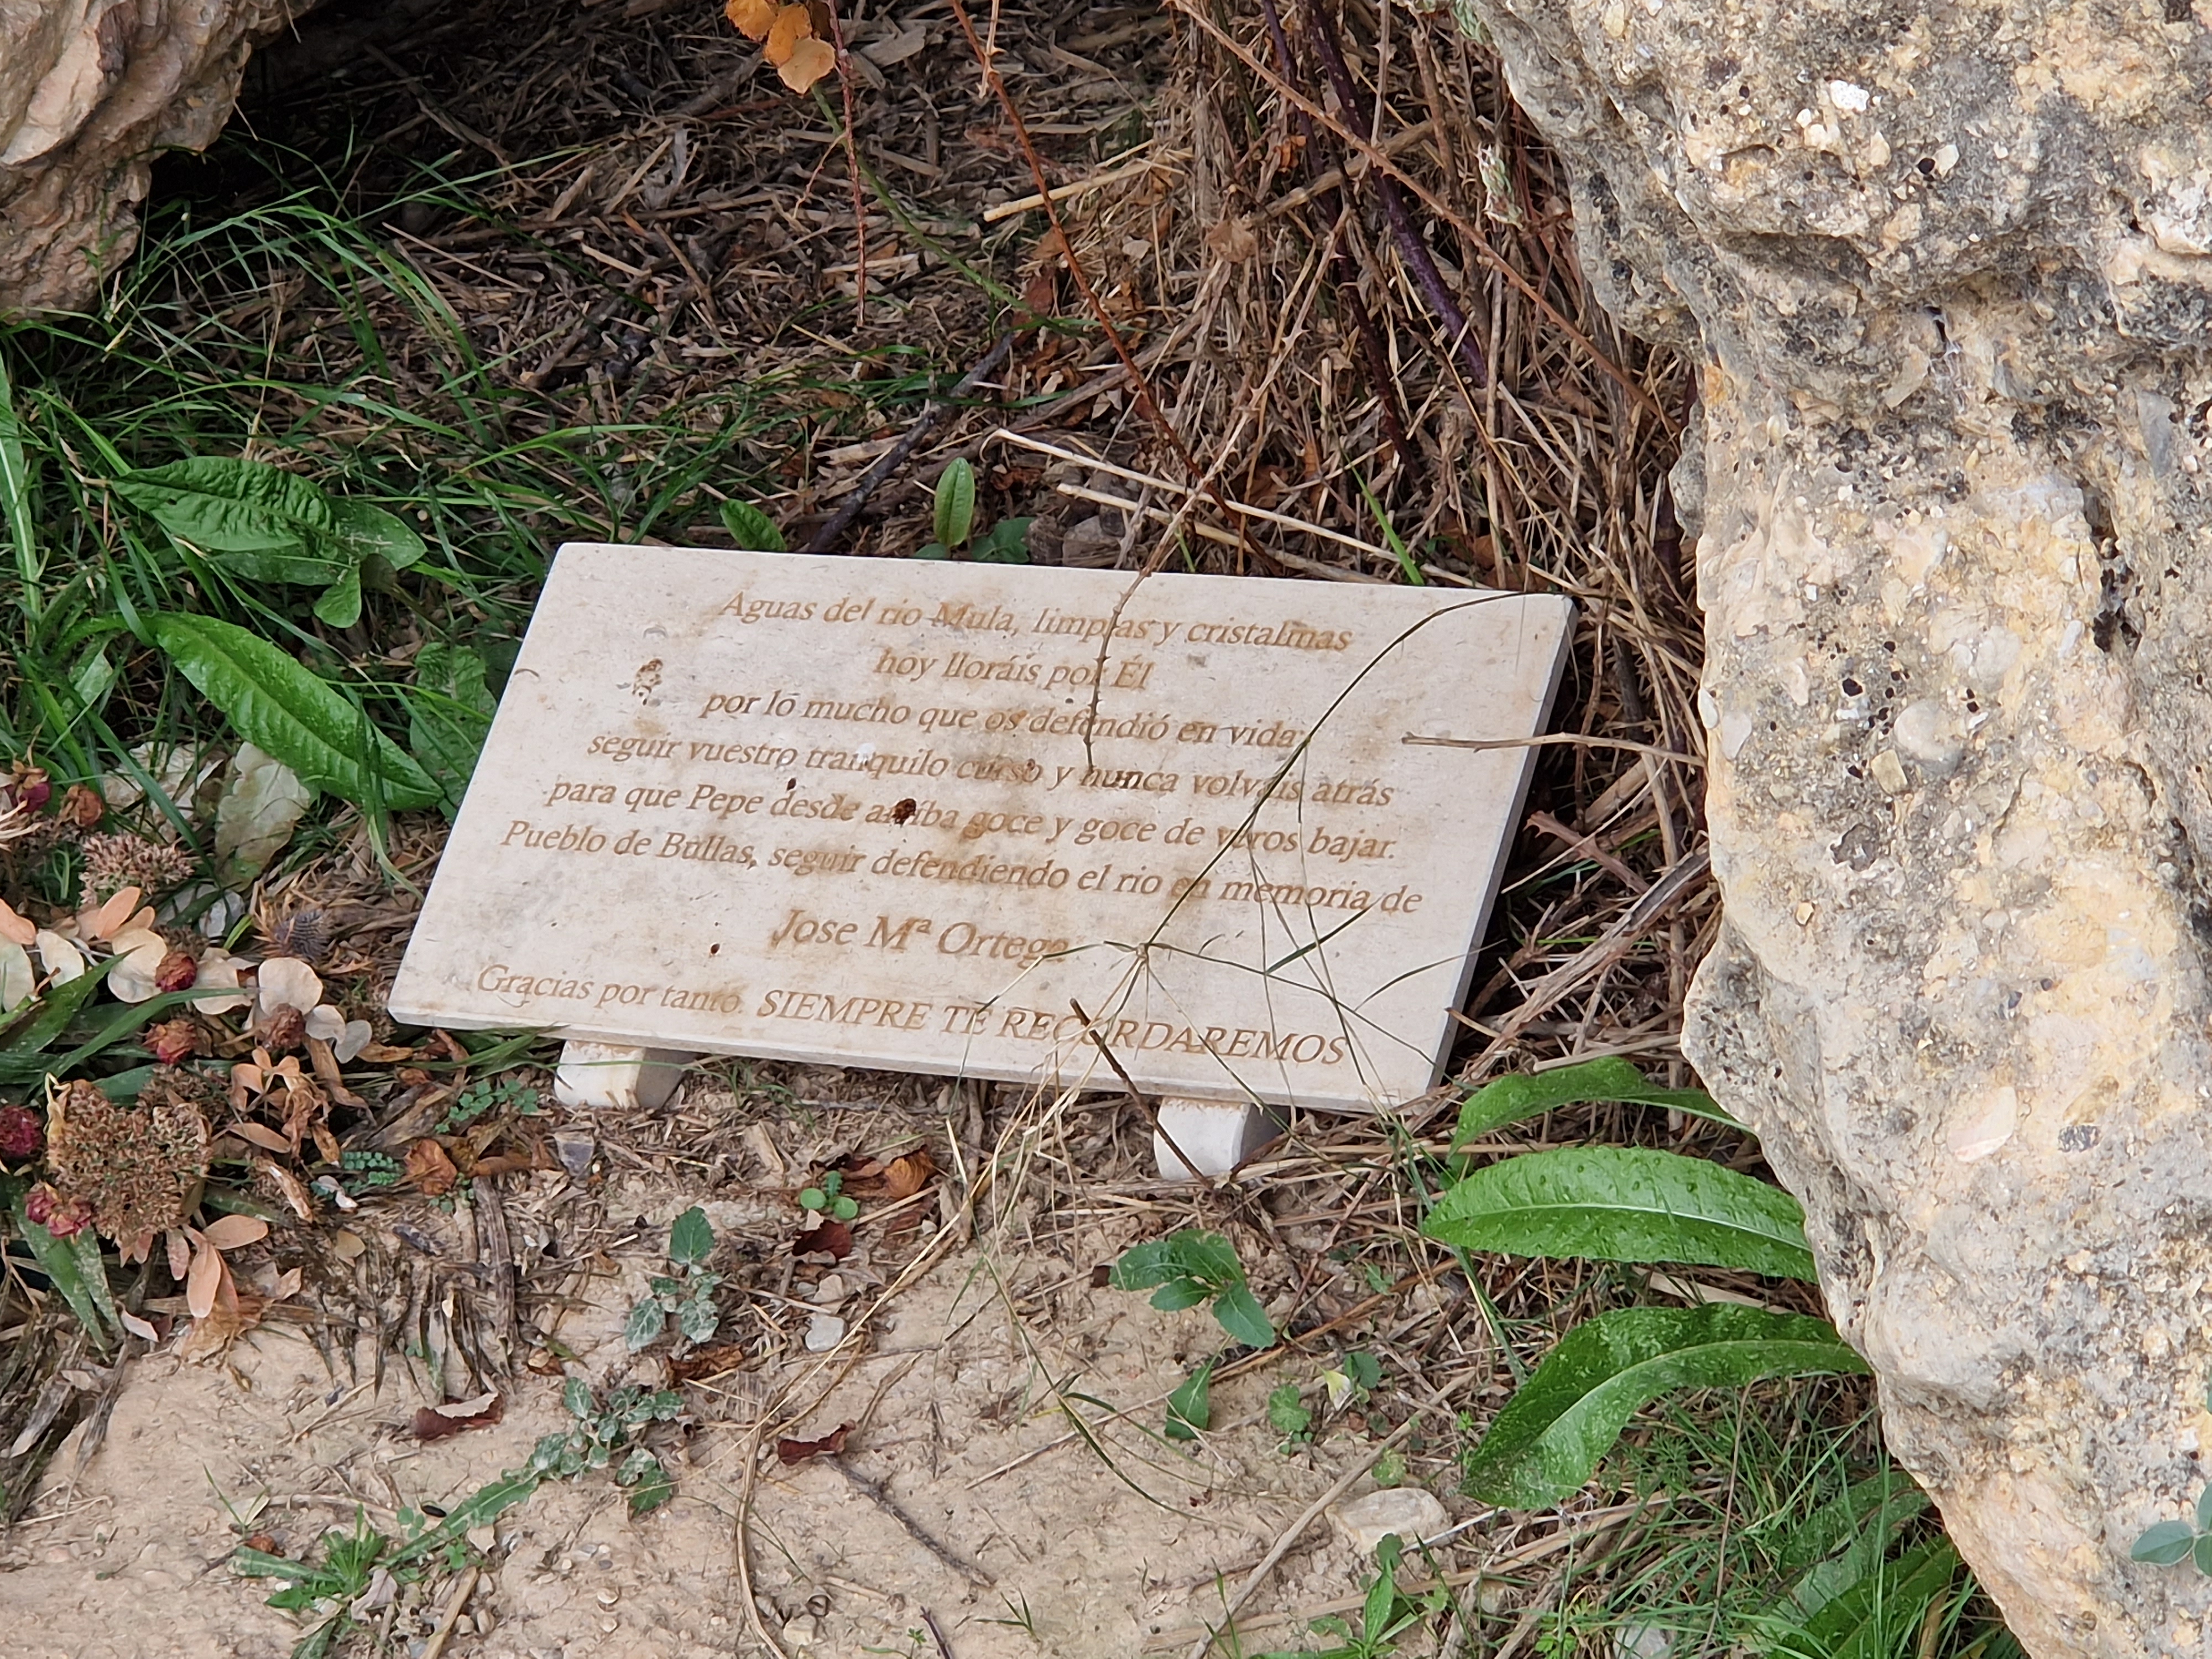 Aguas del rio Mula, limpias y cristalinas
hoy lloráis por Él
por lo mucho que os defendió en vida
seguir vuestro tranquilo curso y nunca volváis atrás
para que Pepe desde arriba goce y goce de veros bajar.
Pueblo de Bullas, seguir defendiendo el rio en memoria de
Jose Mª Ortega
Gracias por tanto. SIEMPRE TE RECORDAREMOS